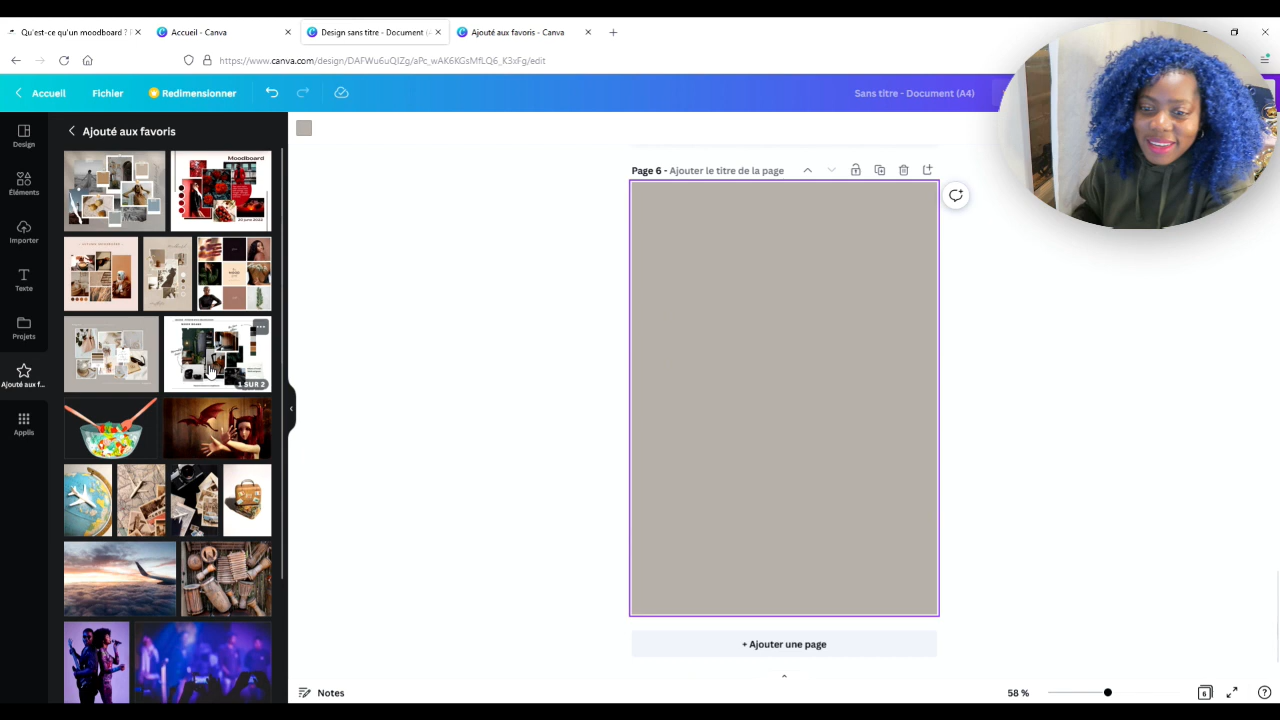 Qu'est-ce qu'un moodboard ? |
Accueil - Canva
Design sans titre - Document (
Ajouté aux favoris - Canva
https://www.canva.com/design/DAFWu6uQIZg/aPc_wAK6KGsMfLQ6_K3xFg/edit
Accueil
Fichier
Redimensionner
Sans titre - Document (A4)
Design
Éléments
Importer
Texte
Projets
Ajouté aux f...
Applis
Ajouté aux favoris
Moodboard
1 SUR 2
Page 6 - Ajouter le titre de la page
+ Ajouter une page
Notes
58 %
6